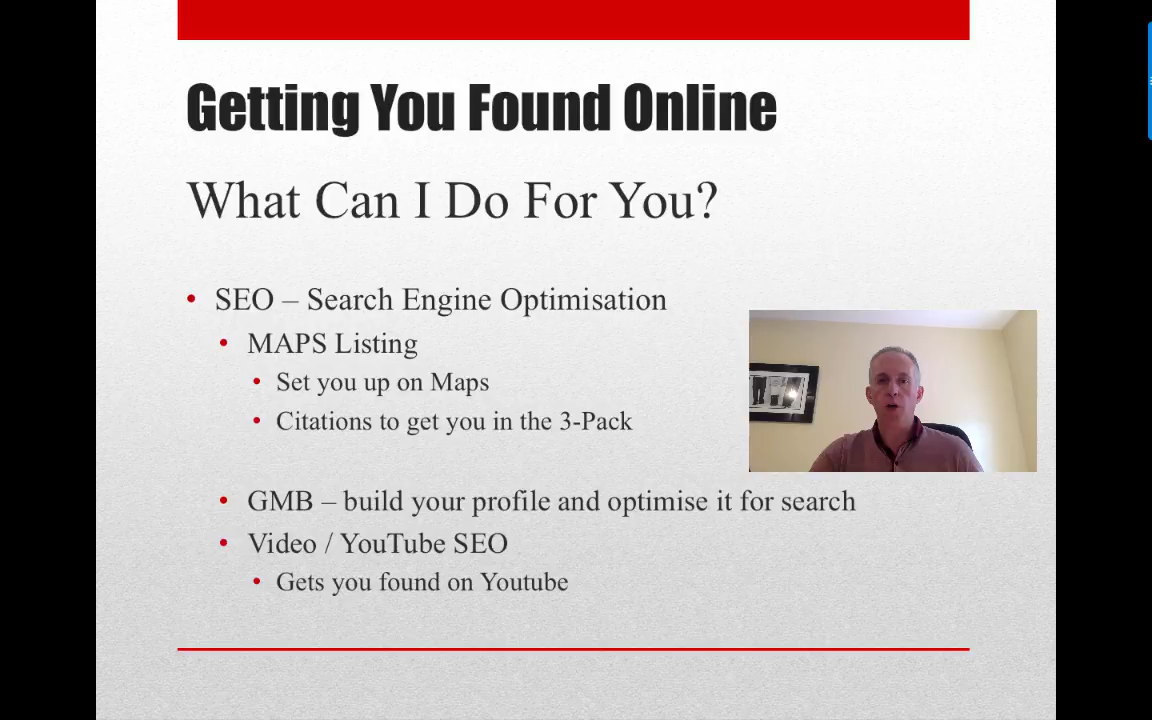 Getting You Found Online
What Can I Do For You?
• SEO – Search Engine Optimisation
• MAPS Listing
• Set you up on Maps
• Citations to get you in the 3-Pack
• GMB – build your profile and optimise it for search
• Video / YouTube SEO
• Gets you found on Youtube